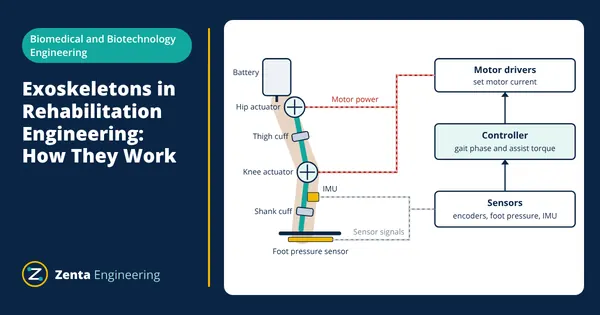 Biomedical and Biotechnology
Engineering
Exoskeletons in
Rehabilitation
Engineering:
How They Work
Zenta Engineering
Battery
Hip actuator
Motor power
Thigh cuff
Knee actuator
IMU
Shank cuff
Sensor signals
Foot pressure sensor
Motor drivers
set motor current
Controller
gait phase and assist torque
Sensors
encoders, foot pressure, IMU